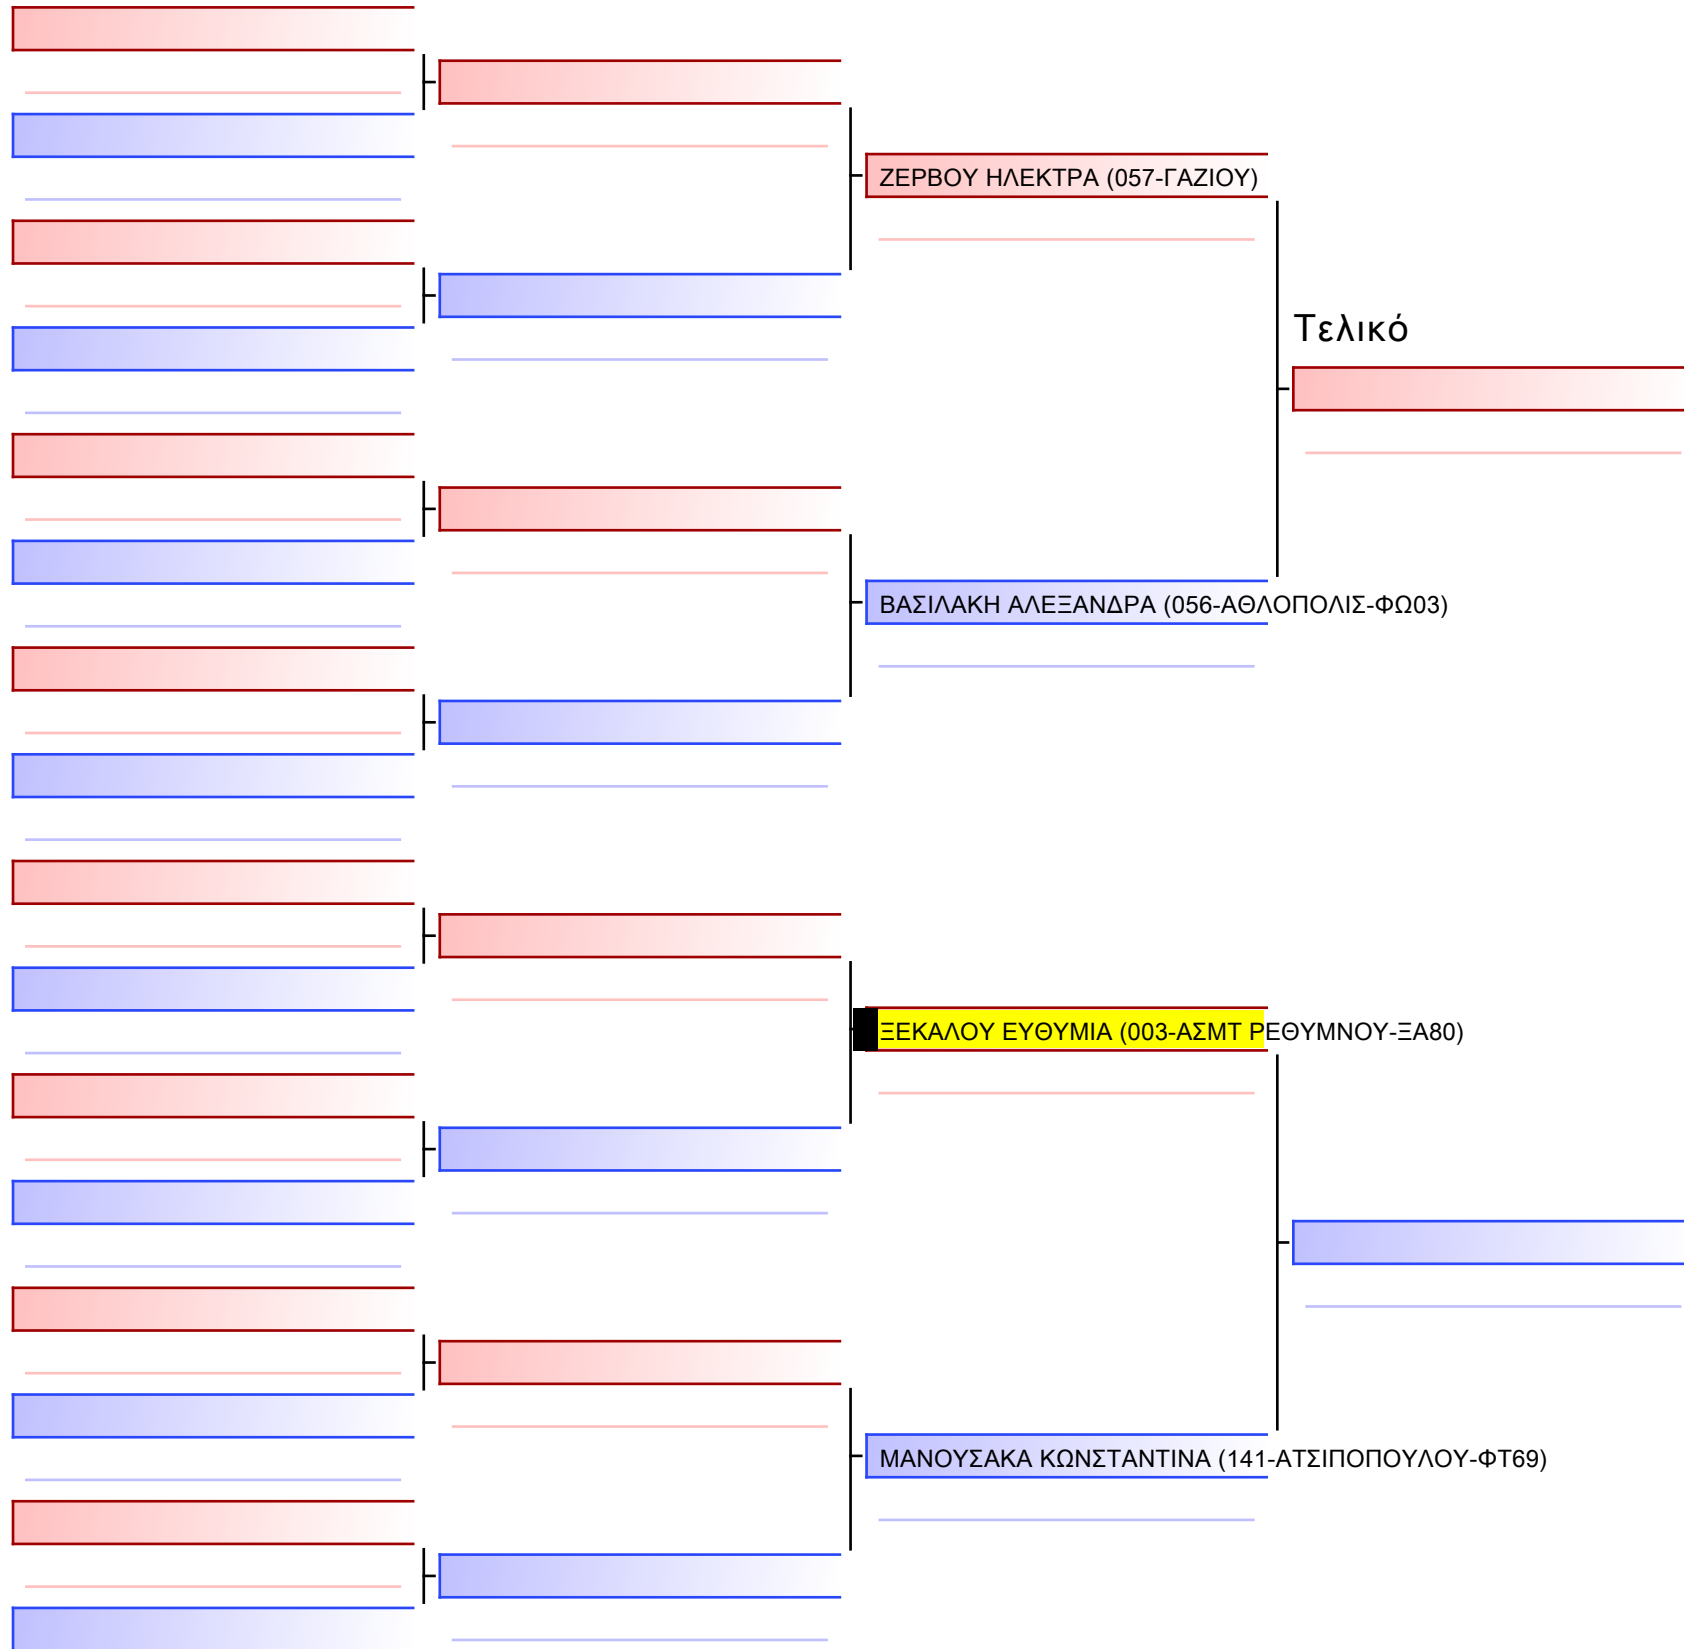 ΖΕΡΒΟΥ ΗΛΕΚΤΡΑ (057-ΓΑΖΙΟΥ)
Τελικό
ΒΑΣΙΛΑΚΗ ΑΛΕΞΑΝΔΡΑ (056-ΑΘΛΟΠΟΛΙΣ-ΦΩ03)
ΞΕΚΑΛΟΥ ΕΥΘΥΜΙΑ (003-ΑΣΜΤ ΡΕΘΥΜΝΟΥ-ΞΑ80)
ΜΑΝΟΥΣΑΚΑ ΚΩΝΣΤΑΝΤΙΝΑ (141-ΑΤΣΙΠΟΠΟΥΛΟΥ-ΦΤ69)